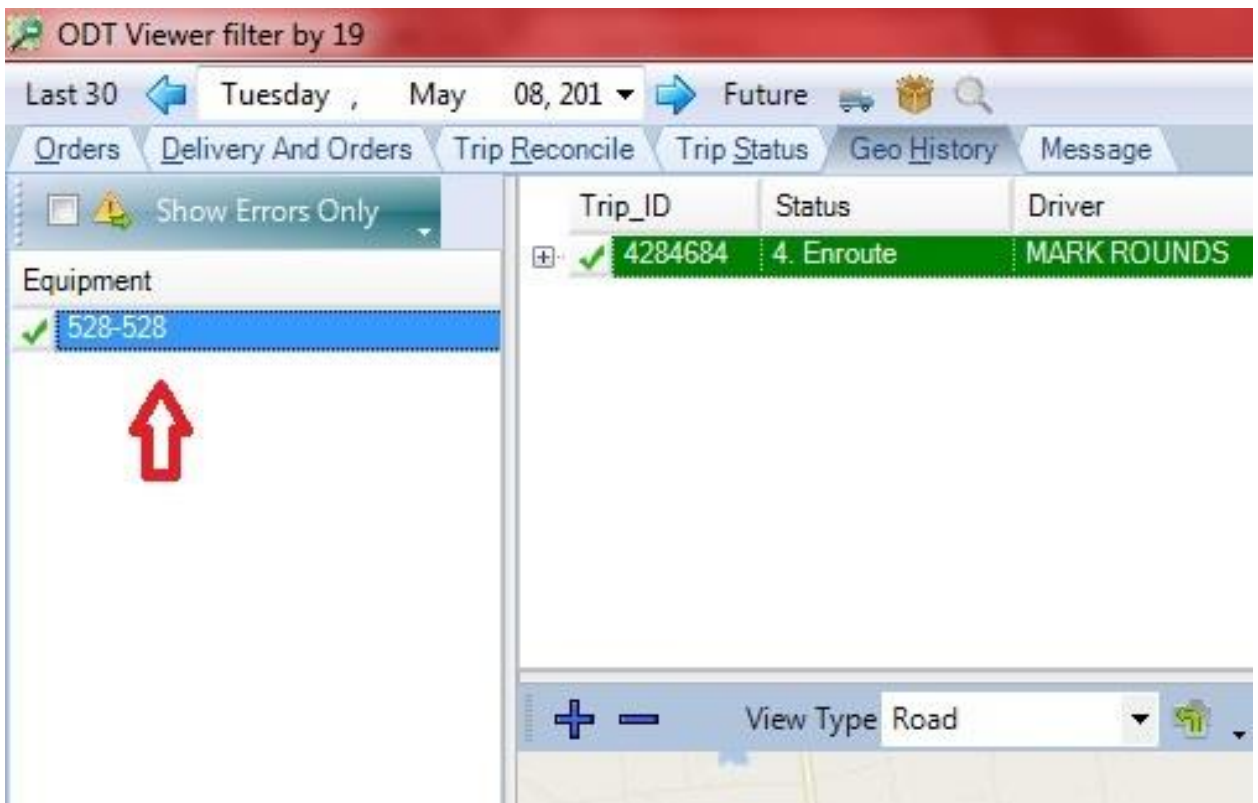 ODT Viewer filter by 19
Last 30 Tuesday , May 08, 201 Future
Orders Delivery And Orders Trip Reconcile Trip Status Geo History Message
Show Errors Only
Trip_ID Status Driver
4284684 4. Enroute MARK ROUNDS
Equipment
528-528
View Type Road